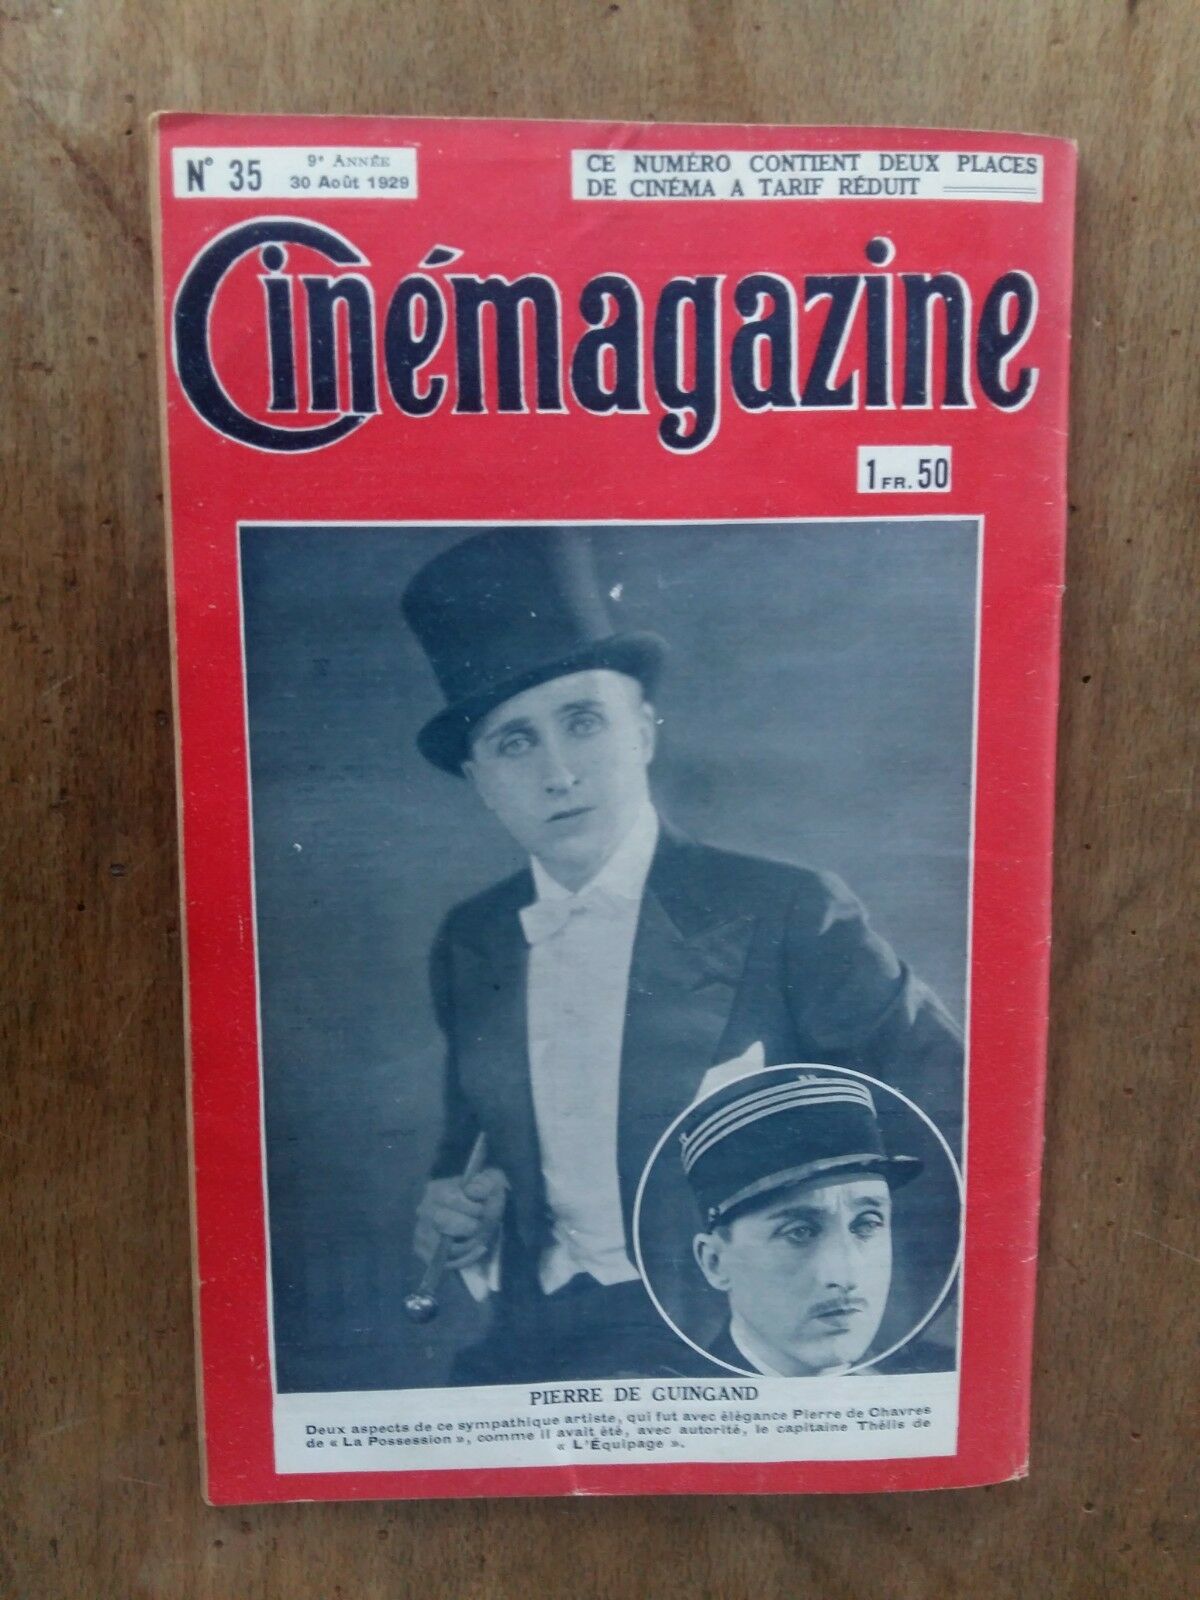 N° 35
9e ANNÉE
30 Août 1929
CE NUMÉRO CONTIENT DEUX PLACES
DE CINÉMA A TARIF RÉDUIT
Cinémagazine
1 FR. 50
PIERRE DE GUINGAND
Deux aspects de ce sympathique artiste, qui fut avec élégance Pierre de Chavres
de « La Possession », comme il avait été, avec autorité, le capitaine Thélis de
« L'Équipage ».